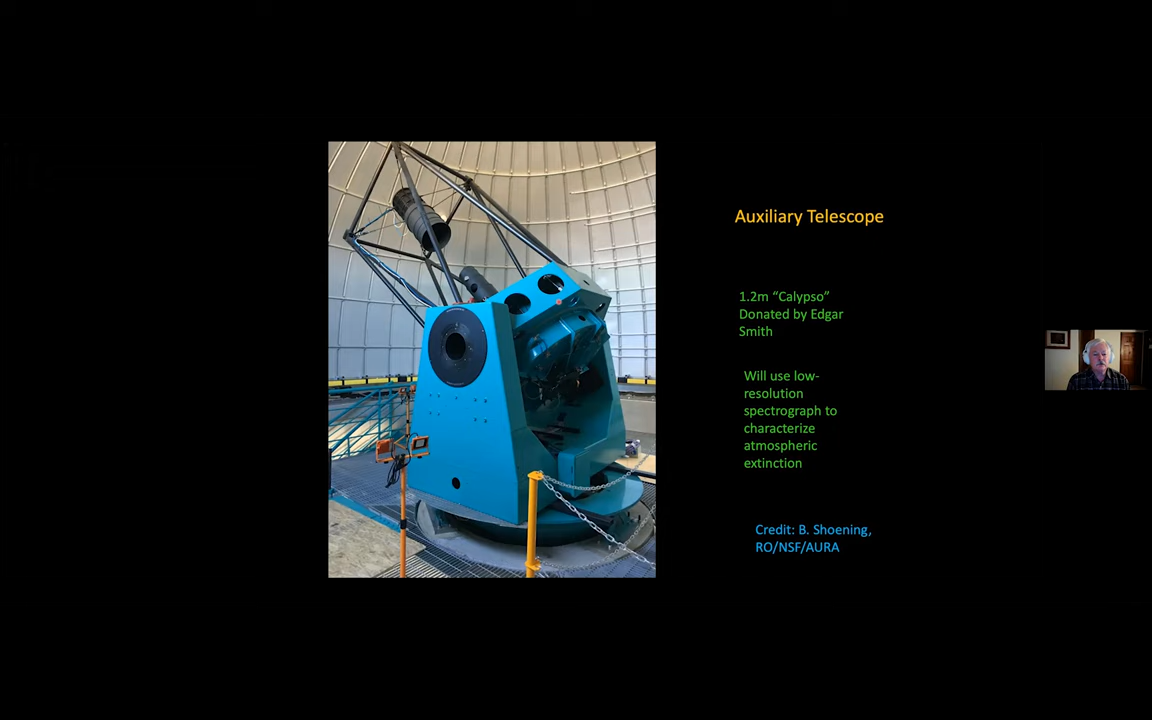 Auxiliary Telescope
1.2m “Calypso”
Donated by Edgar
Smith
Will use low-
resolution
spectrograph to
characterize
atmospheric
extinction
Credit: B. Shoening,
RO/NSF/AURA